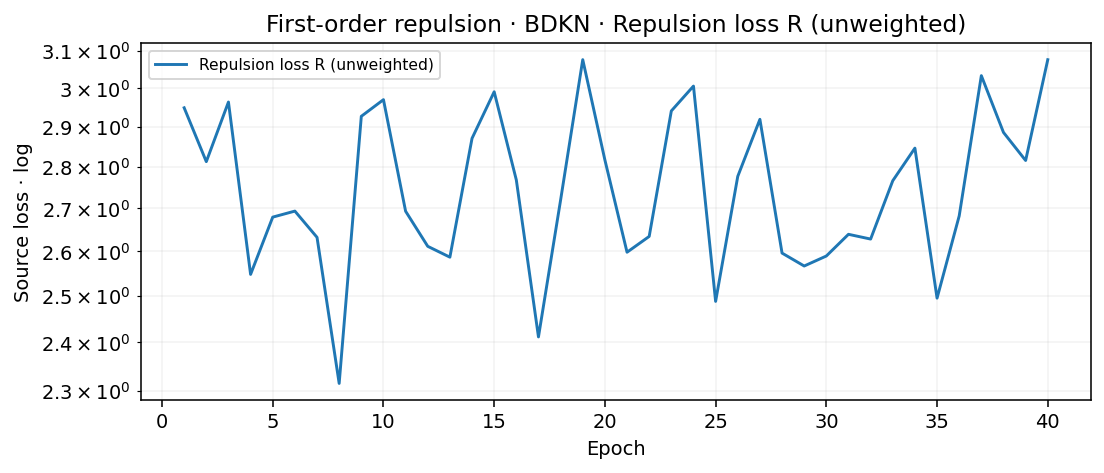 First-order repulsion · BDKN · Repulsion loss R (unweighted)
Repulsion loss R (unweighted)
Source loss · log
3.1 × 10⁰
3 × 10⁰
2.9 × 10⁰
2.8 × 10⁰
2.7 × 10⁰
2.6 × 10⁰
2.5 × 10⁰
2.4 × 10⁰
2.3 × 10⁰
0 5 10 15 20 25 30 35 40
Epoch